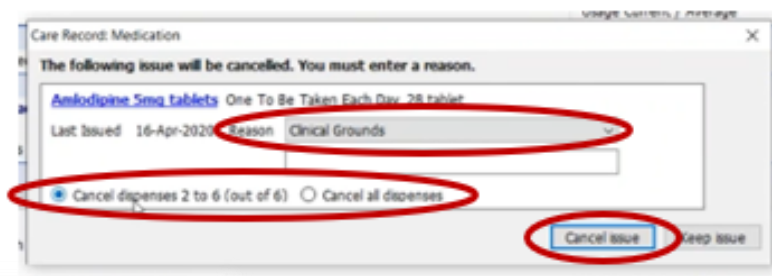 Usage Current / Average
Care Record: Medication
The following issue will be cancelled. You must enter a reason.
Amlodipine 5mg tablets One To Be Taken Each Day, 28 tablet
Last Issued 16-Apr-2020 Reason Clinical Grounds
Cancel dispenses 2 to 6 (out of 6) Cancel all dispenses
Cancel issue Keep issue